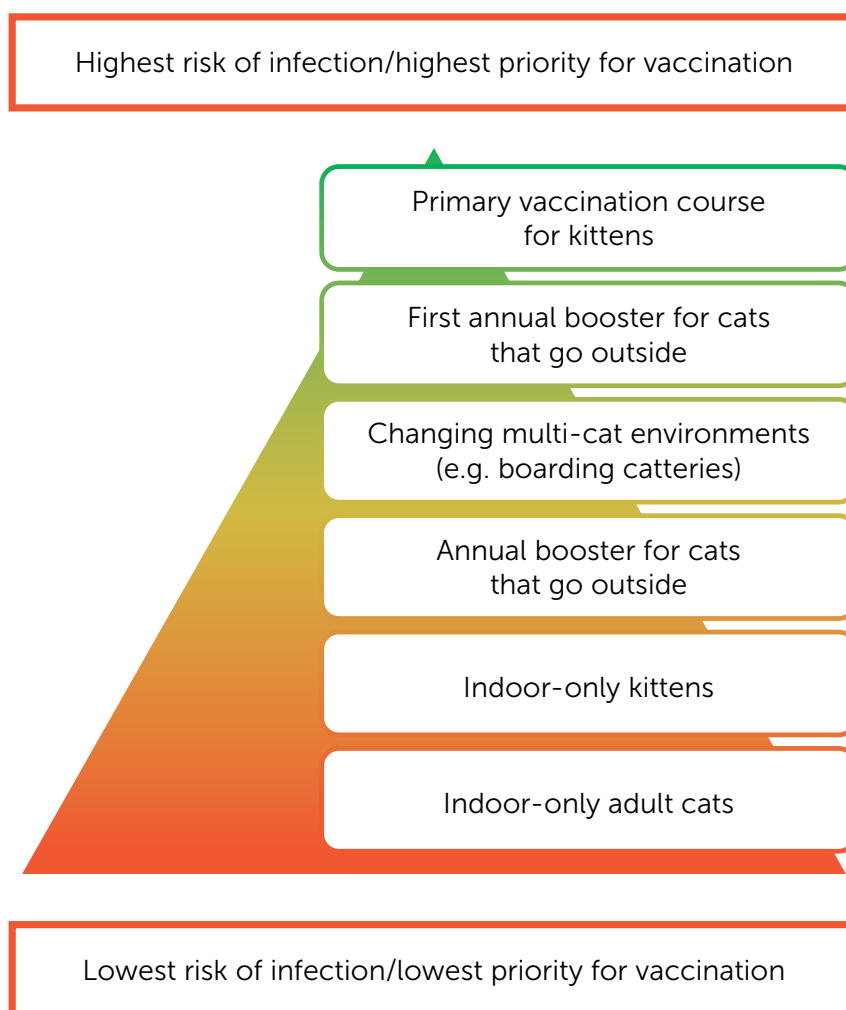 Highest risk of infection/highest priority for vaccination
Primary vaccination course
for kittens
First annual booster for cats
that go outside
Changing multi-cat environments
(e.g. boarding catteries)
Annual booster for cats
that go outside
Indoor-only kittens
Indoor-only adult cats
Lowest risk of infection/lowest priority for vaccination